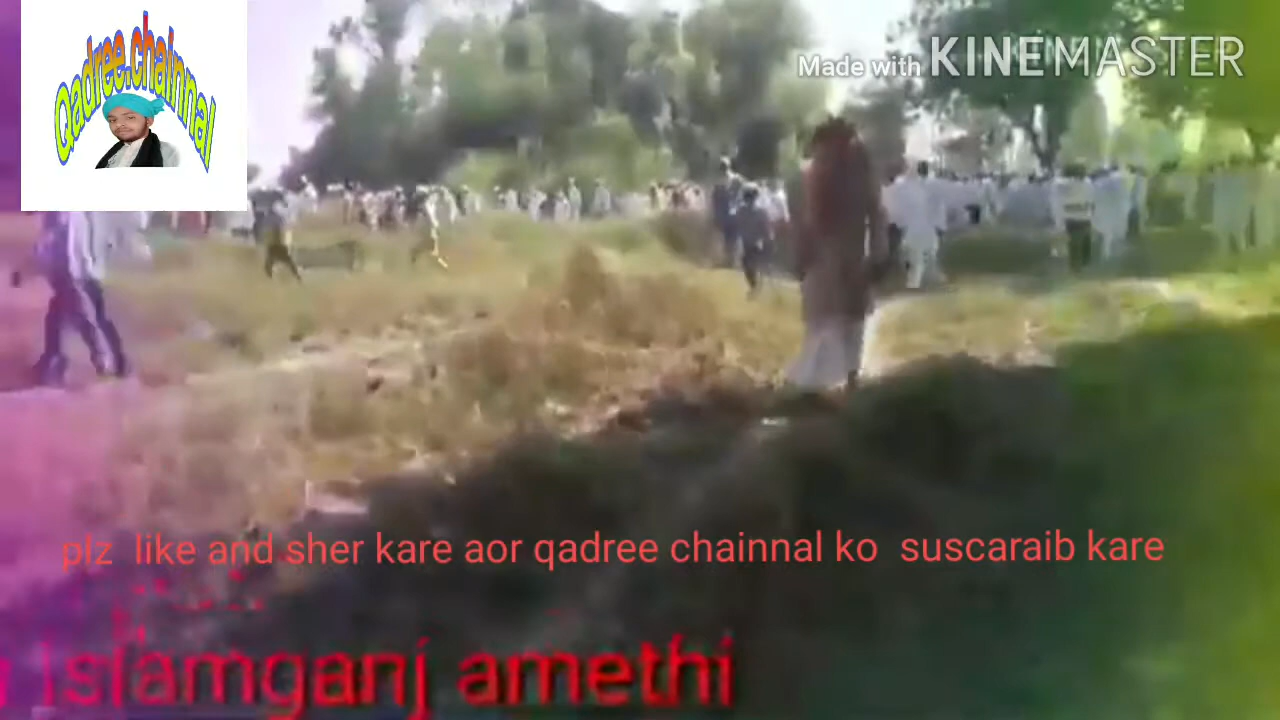 Qadree.chainnal
Made with KINEMASTER
plz like and sher kare aor qadree chainnal ko suscaraib kare
islamganj amethi